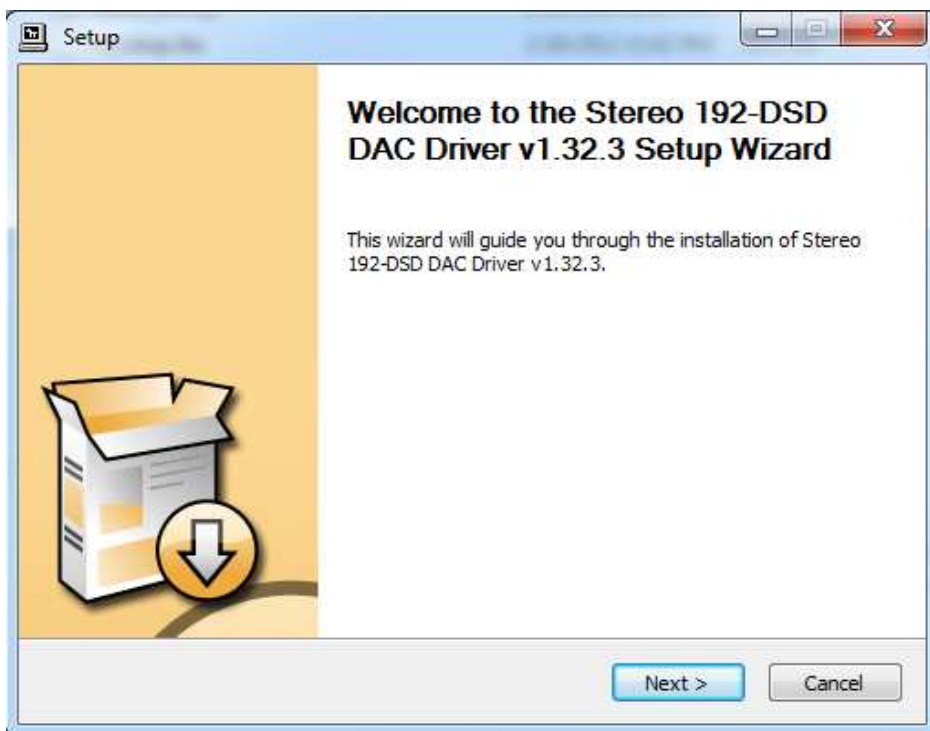 Setup
Welcome to the Stereo 192-DSD
DAC Driver v1.32.3 Setup Wizard
This wizard will guide you through the installation of Stereo
192-DSD DAC Driver v1.32.3.
Next >
Cancel